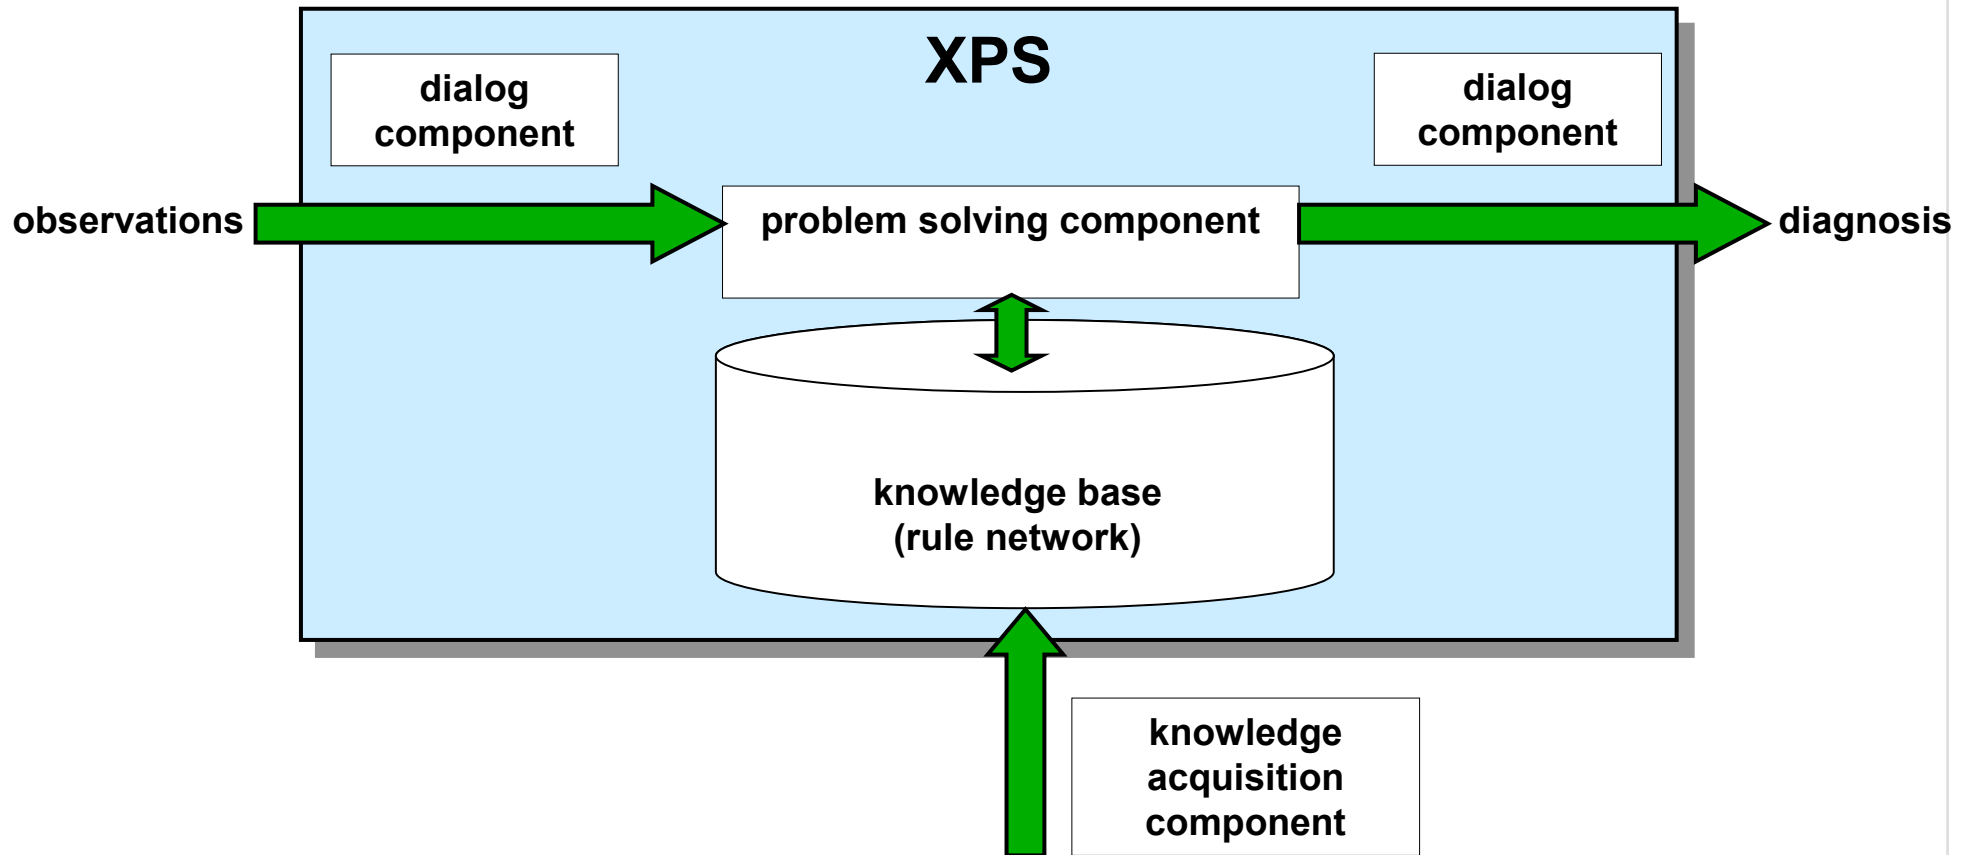 XPS
dialog
component
dialog
component
observations
problem solving component
diagnosis
knowledge base
(rule network)
knowledge
acquisition
component